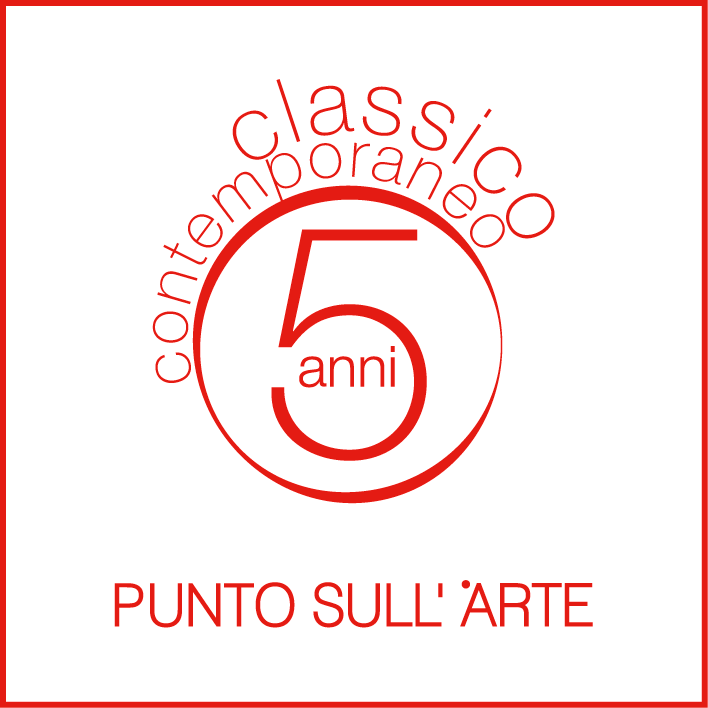 classico
contemporaneo
5
anni
PUNTO SULL' ARTE